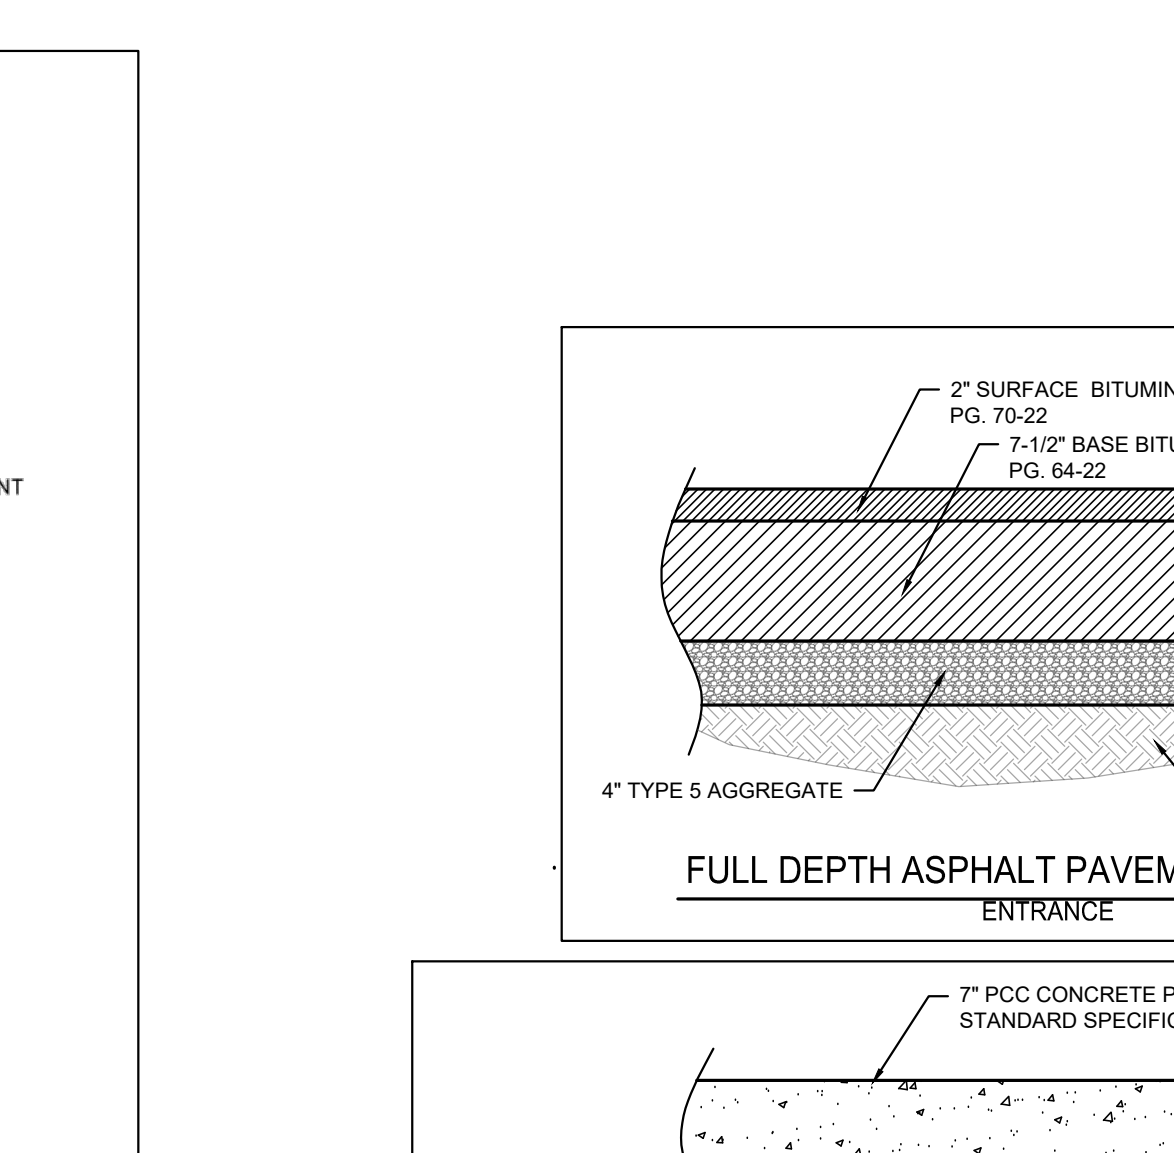 NT
2" SURFACE BITUMIN
PG. 70-22
7-1/2" BASE BITU
PG. 64-22
4" TYPE 5 AGGREGATE
FULL DEPTH ASPHALT PAVEM
ENTRANCE
7" PCC CONCRETE P
STANDARD SPECIFIC